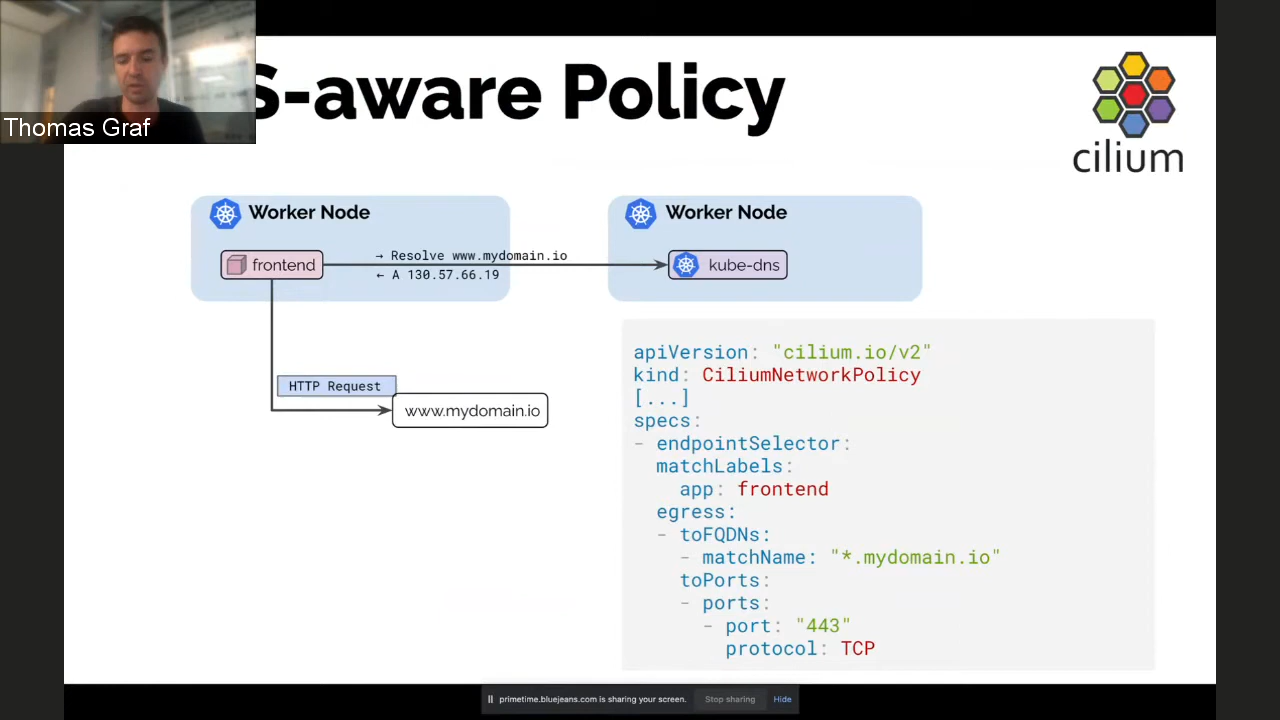 Thomas Graf
S-aware Policy
cilium
Worker Node
frontend
→ Resolve www.mydomain.io
← A 130.57.66.19
Worker Node
kube-dns
HTTP Request
www.mydomain.io
apiVersion: "cilium.io/v2"
kind: CiliumNetworkPolicy
[...]
specs:
- endpointSelector:
matchLabels:
app: frontend
egress:
- toFQDNs:
- matchName: "*.mydomain.io"
toPorts:
- ports:
- port: "443"
protocol: TCP
primetime.bluejeans.com is sharing your screen.
Stop sharing
Hide